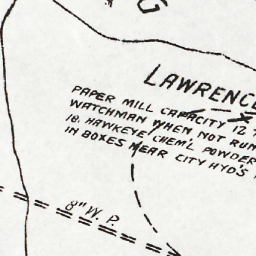 G
LAWRENCE
PAPER MILL CAPACITY 12 T
WATCHMAN WHEN NOT RUN
18. HAWKEYE CHEM'L POWDER
IN BOXES NEAR CITY HYD'S
8" W. P.